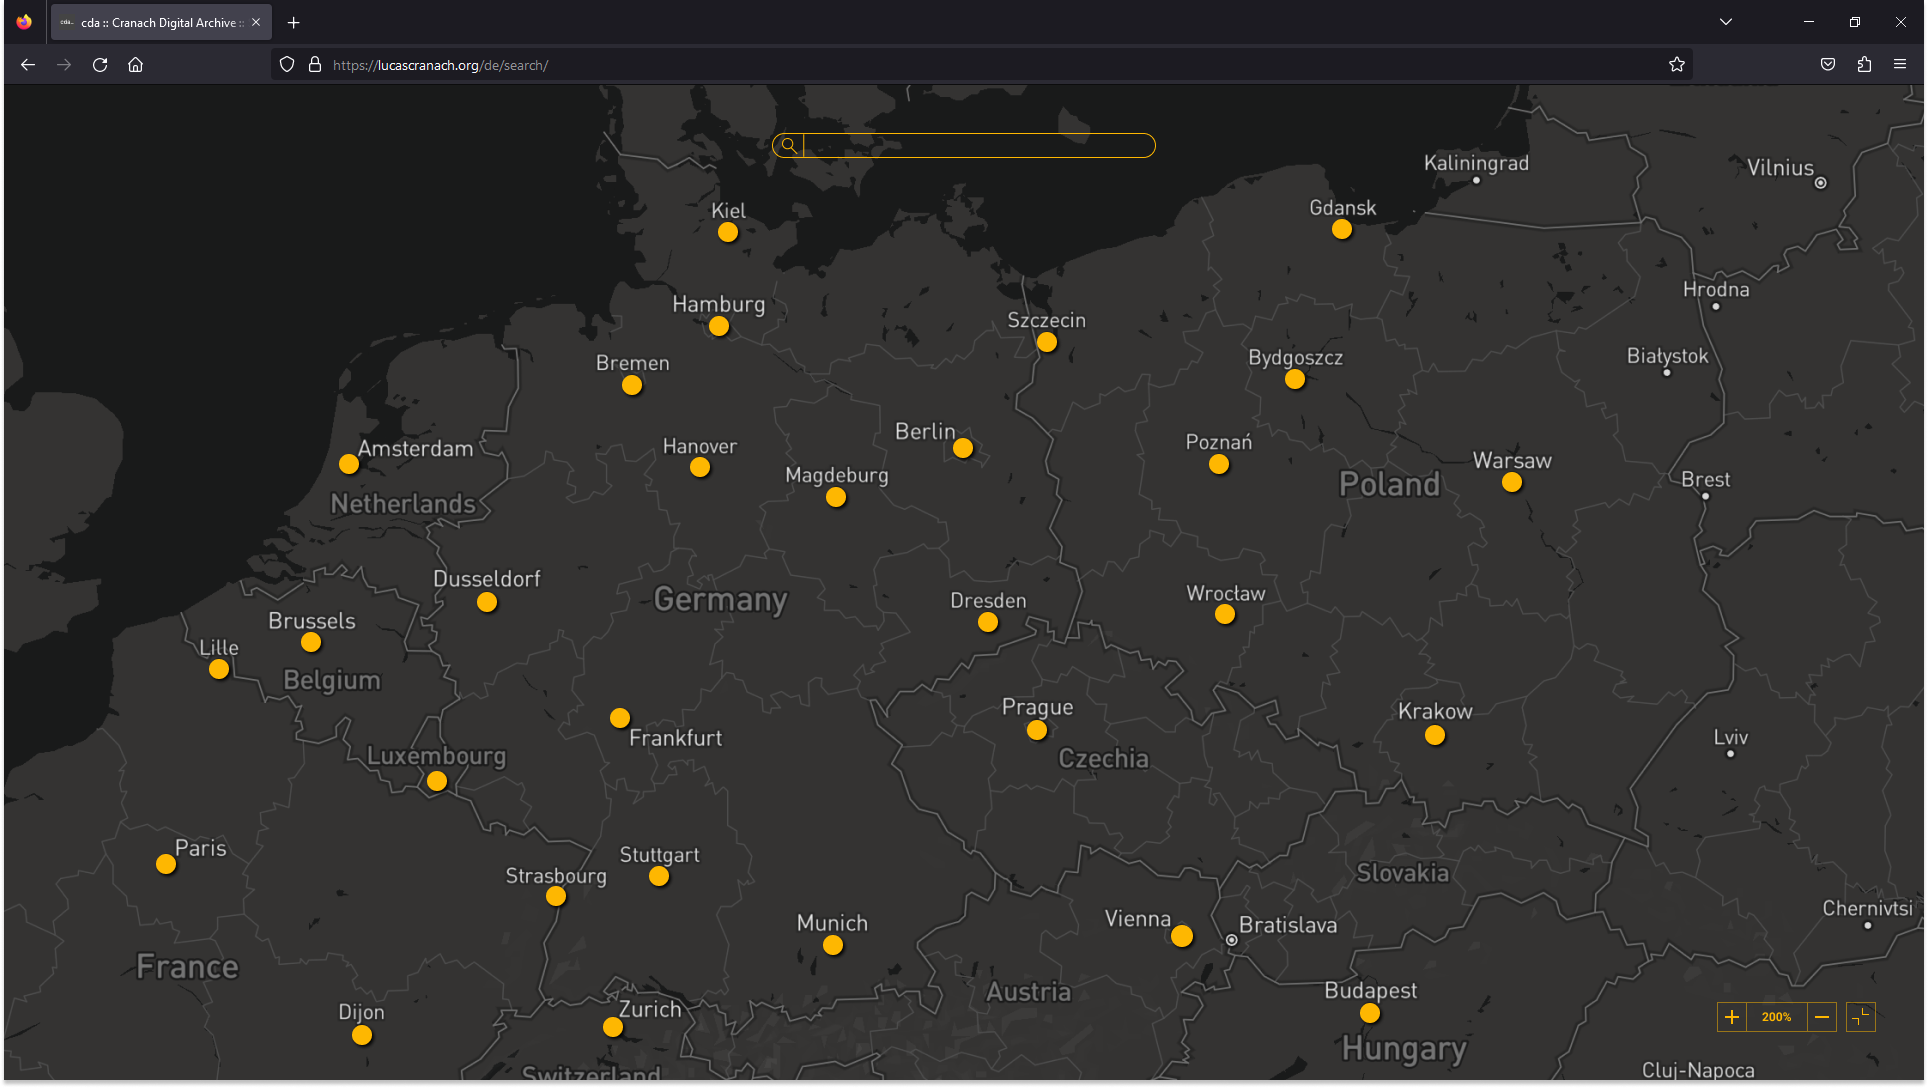 cda :: Cranach Digital Archive ::
https://lucascranach.org/de/search/
Kaliningrad
Vilnius
Kiel
Gdansk
Hrodna
Hamburg
Szczecin
Białystok
Bremen
Bydgoszcz
Berlin
Amsterdam
Hanover
Poznań
Warsaw
Magdeburg
Poland
Brest
Netherlands
Dusseldorf
Germany
Dresden
Wrocław
Brussels
Lille
Belgium
Prague
Krakow
Frankfurt
Lviv
Luxembourg
Czechia
Paris
Stuttgart
Strasbourg
Slovakia
Chernivtsi
Munich
Vienna
Bratislava
France
Austria
Budapest
Dijon
Zurich
200%
Hungary
Switzerland
Cluj-Napoca